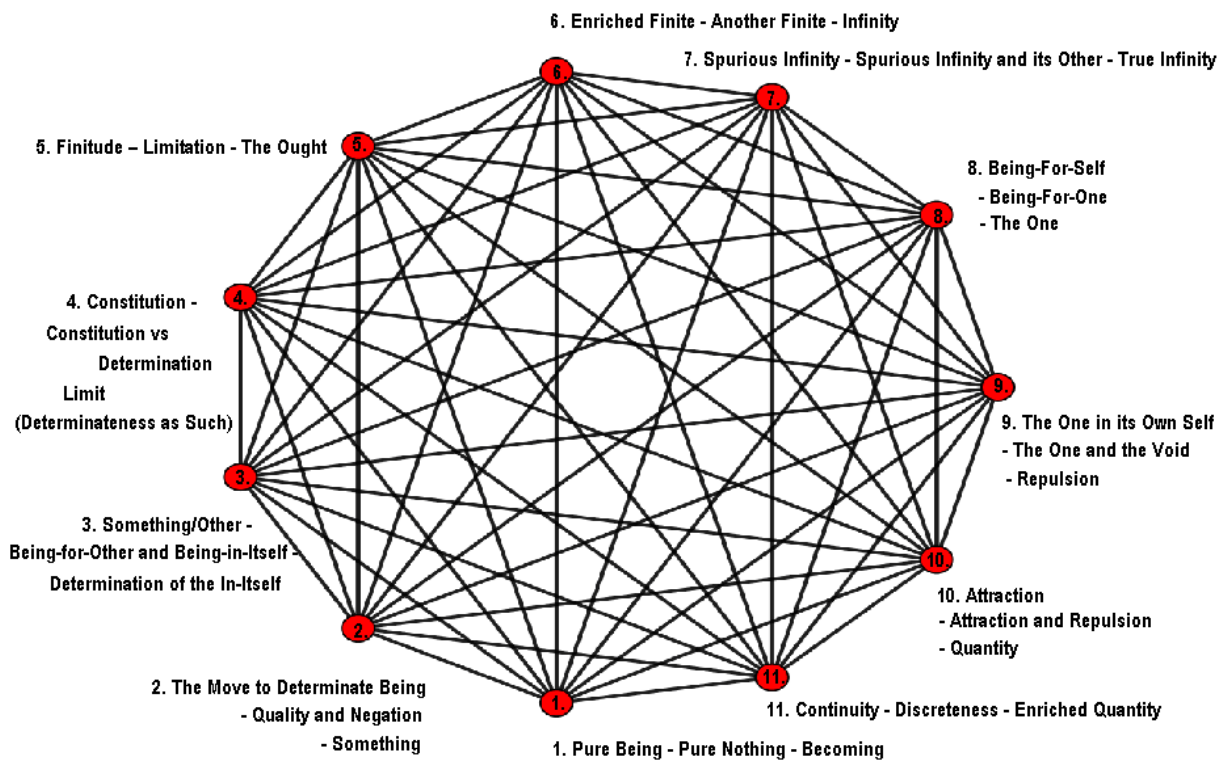 6. Enriched Finite - Another Finite - Infinity
7. Spurious Infinity - Spurious Infinity and its Other - True Infinity
6.
7.
5. Finitude – Limitation - The Ought
5.
8. Being-For-Self
- Being-For-One
- The One
8.
4. Constitution -
Constitution vs
Determination
Limit
(Determinateness as Such)
4.
9.
9. The One in its Own Self
- The One and the Void
- Repulsion
3.
3. Something/Other -
Being-for-Other and Being-in-Itself -
Determination of the In-Itself
10.
10. Attraction
- Attraction and Repulsion
- Quantity
2.
2. The Move to Determinate Being
- Quality and Negation
- Something
11.
11. Continuity - Discreteness - Enriched Quantity
1.
1. Pure Being - Pure Nothing - Becoming